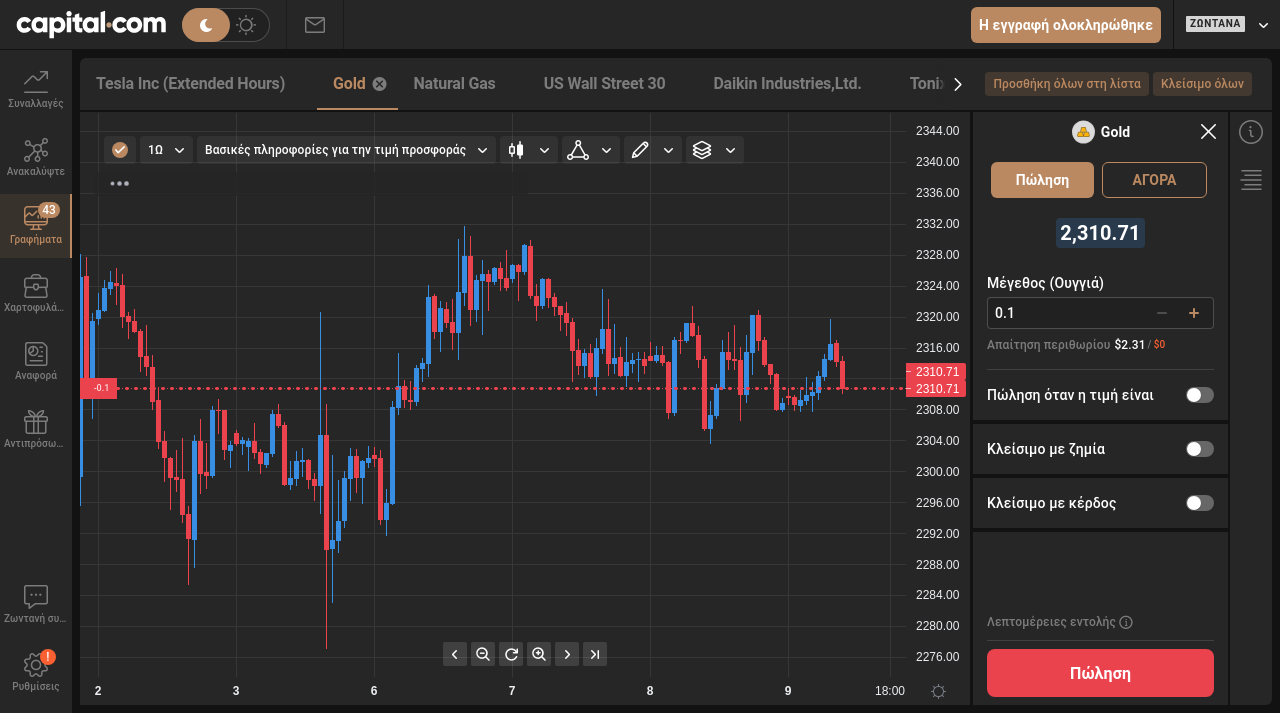 capital.com
Η εγγραφή ολοκληρώθηκε
ΖΩΝΤΑΝΑ
Συναλλαγές
Ανακαλύψτε
43
Γραφήματα
Χαρτοφυλά...
Αναφορά
Αντιπρόσω...
Ζωντανή συ...
!
Ρυθμίσεις
Tesla Inc (Extended Hours)
Gold
Natural Gas
US Wall Street 30
Daikin Industries,Ltd.
Toni
Προσθήκη όλων στη λίστα
Κλείσιμο όλων
1Ω
Βασικές πληροφορίες για την τιμή προσφοράς
2344.00
2340.00
2336.00
2332.00
2328.00
2324.00
2320.00
2316.00
2310.71
2310.71
2308.00
2304.00
2300.00
2296.00
2292.00
2288.00
2284.00
2280.00
2276.00
-0.1
2
3
6
7
8
9
18:00
Gold
Πώληση
ΑΓΟΡΑ
2,310.71
Μέγεθος (Ουγγιά)
0.1
Απαίτηση περιθωρίου $2.31 / $0
Πώληση όταν η τιμή είναι
Κλείσιμο με ζημία
Κλείσιμο με κέρδος
Λεπτομέρειες εντολής
Πώληση